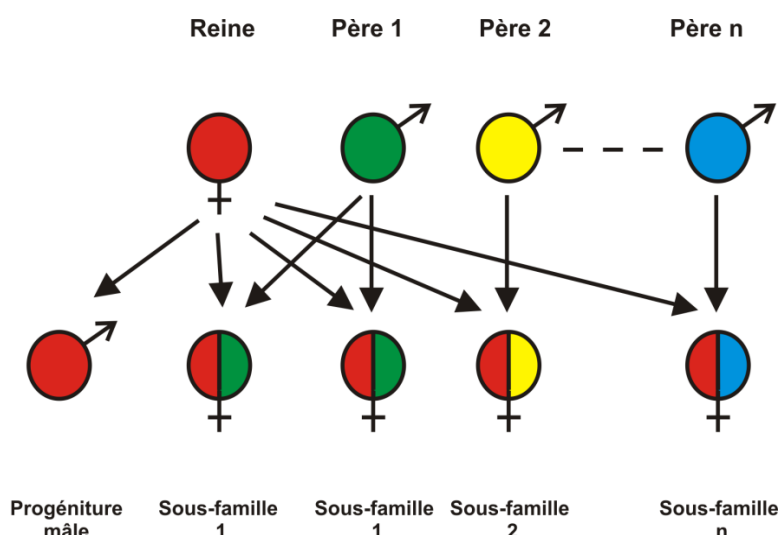 Reine Père 1 Père 2 Père n
Progéniture mâle
Sous-famille 1
Sous-famille 1
Sous-famille 2
Sous-famille n